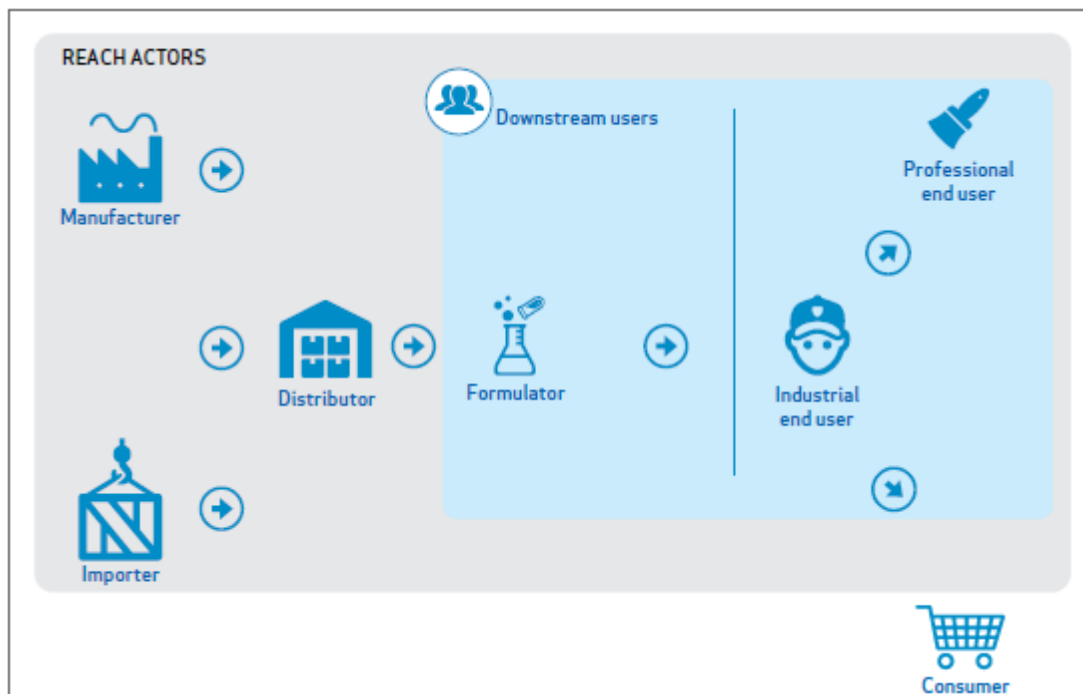 REACH ACTORS
Downstream users
Manufacturer
Professional
end user
Distributor
Formulator
Industrial
end user
Importer
Consumer